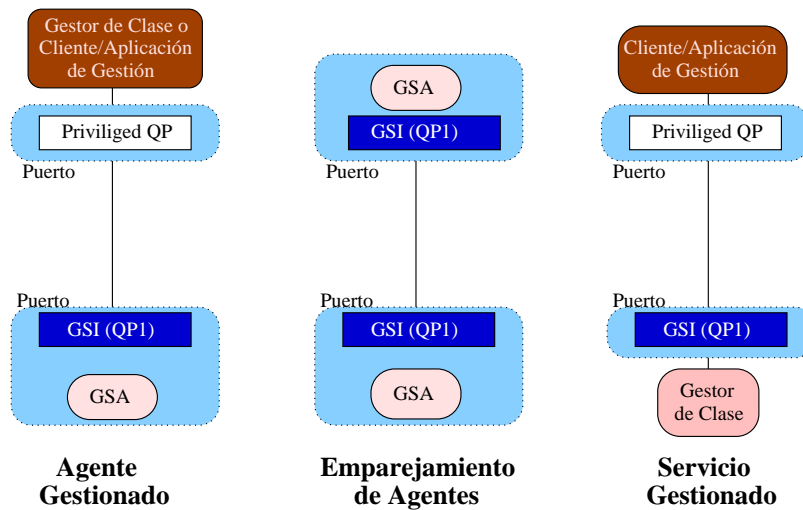 Gestor de Clase o
Cliente/Aplicación
de Gestión
Priviliged QP
Puerto
Puerto
GSI (QP1)
GSA
Agente
Gestionado
GSA
GSI (QP1)
Puerto
Puerto
GSI (QP1)
GSA
Emparejamiento
de Agentes
Cliente/Aplicación
de Gestión
Priviliged QP
Puerto
Puerto
GSI (QP1)
Gestor
de Clase
Servicio
Gestionado